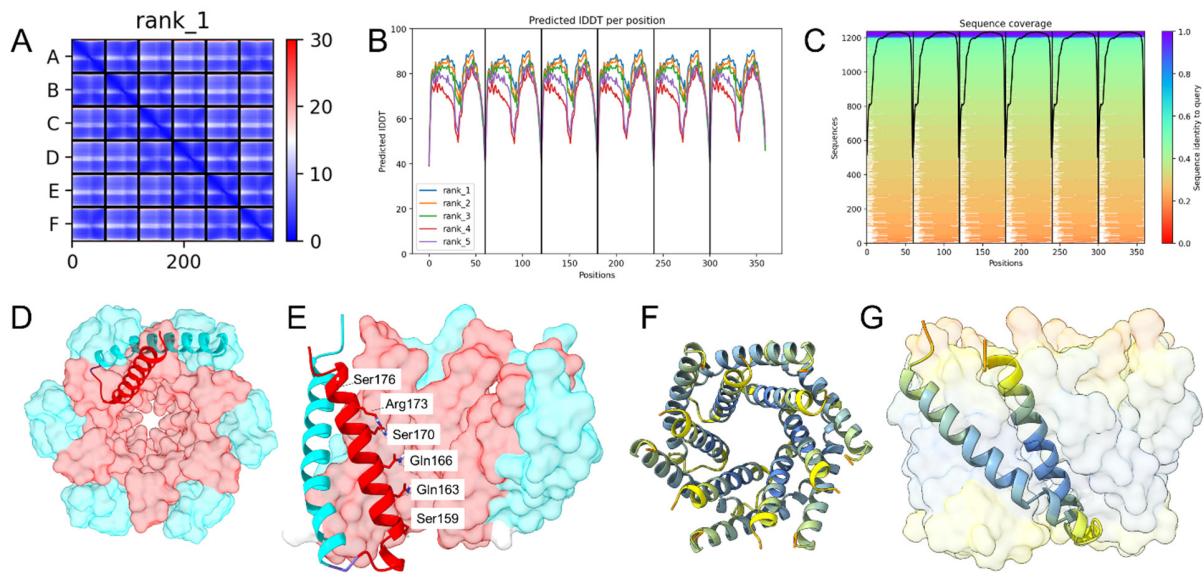 A
rank_1
A
B
C
D
E
F
0
200
30
20
10
0
B
Predicted lDDT per position
Predicted lDDT
100
80
60
40
20
0
rank_1
rank_2
rank_3
rank_4
rank_5
0
50
100
150
200
250
300
350
Positions
C
Sequence coverage
Sequences
1200
1000
800
600
400
200
0
0
50
100
150
200
250
300
350
Positions
1.0
0.8
0.6
0.4
0.2
0.0
Sequence identity to query
D
E
Ser176
Arg173
Ser170
Gln166
Gln163
Ser159
F
G